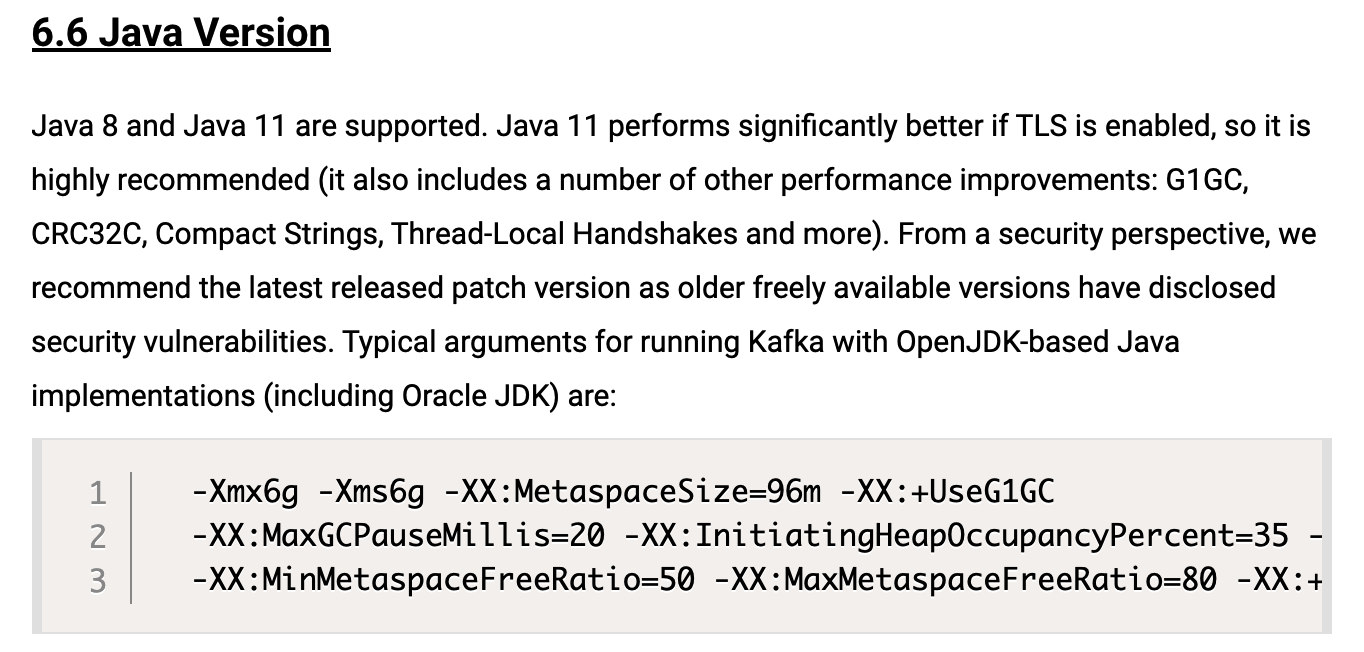 6.6 Java Version
Java 8 and Java 11 are supported. Java 11 performs significantly better if TLS is enabled, so it is
highly recommended (it also includes a number of other performance improvements: G1GC,
CRC32C, Compact Strings, Thread-Local Handshakes and more). From a security perspective, we
recommend the latest released patch version as older freely available versions have disclosed
security vulnerabilities. Typical arguments for running Kafka with OpenJDK-based Java
implementations (including Oracle JDK) are:
1 -Xmx6g -Xms6g -XX:MetaspaceSize=96m -XX:+UseG1GC
2 -XX:MaxGCPauseMillis=20 -XX:InitiatingHeapOccupancyPercent=35 -
3 -XX:MinMetaspaceFreeRatio=50 -XX:MaxMetaspaceFreeRatio=80 -XX:+